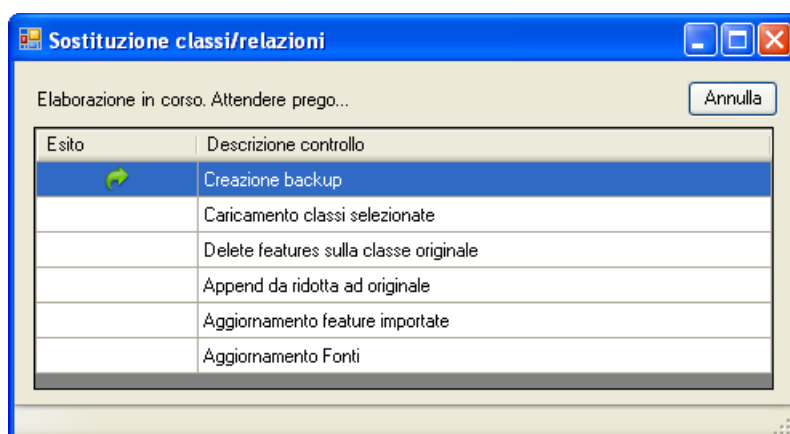 Sostituzione classi/relazioni
Elaborazione in corso. Attendere prego...
Annulla
Esito Descrizione controllo
Creazione backup
Caricamento classi selezionate
Delete features sulla classe originale
Append da ridotta ad originale
Aggiornamento feature importate
Aggiornamento Fonti